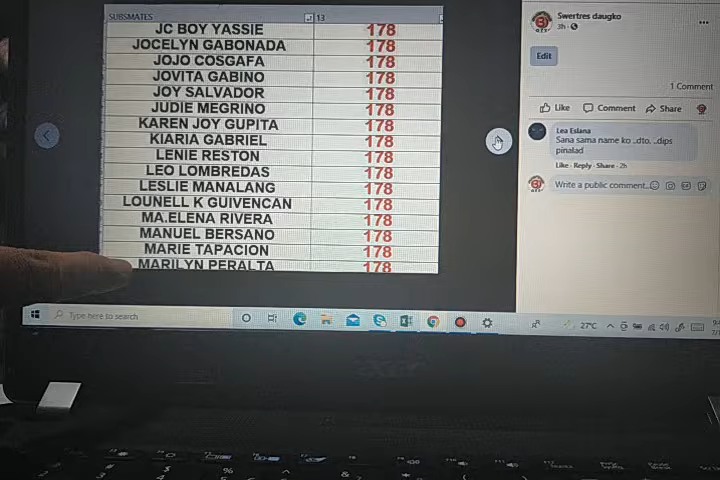 SUBSMATES 13
JC BOY YASSIE 178
JOCELYN GABONADA 178
JOJO COSGAFA 178
JOVITA GABINO 178
JOY SALVADOR 178
JUDIE MEGRINO 178
KAREN JOY GUPITA 178
KIARIA GABRIEL 178
LENIE RESTON 178
LEO LOMBREDAS 178
LESLIE MANALANG 178
LOUNELL K GUIVENCAN 178
MA.ELENA RIVERA 178
MANUEL BERSANO 178
MARIE TAPACION 178
MARILYN PERALTA 178
Swertres daugko
3h
Edit
1 Comment
Like Comment Share
Lea Eslana
Sana sama name ko ..dto. ..dips
pinalad
Like · Reply · Share · 2h
Write a public comment...
Type here to search
27°C
acer